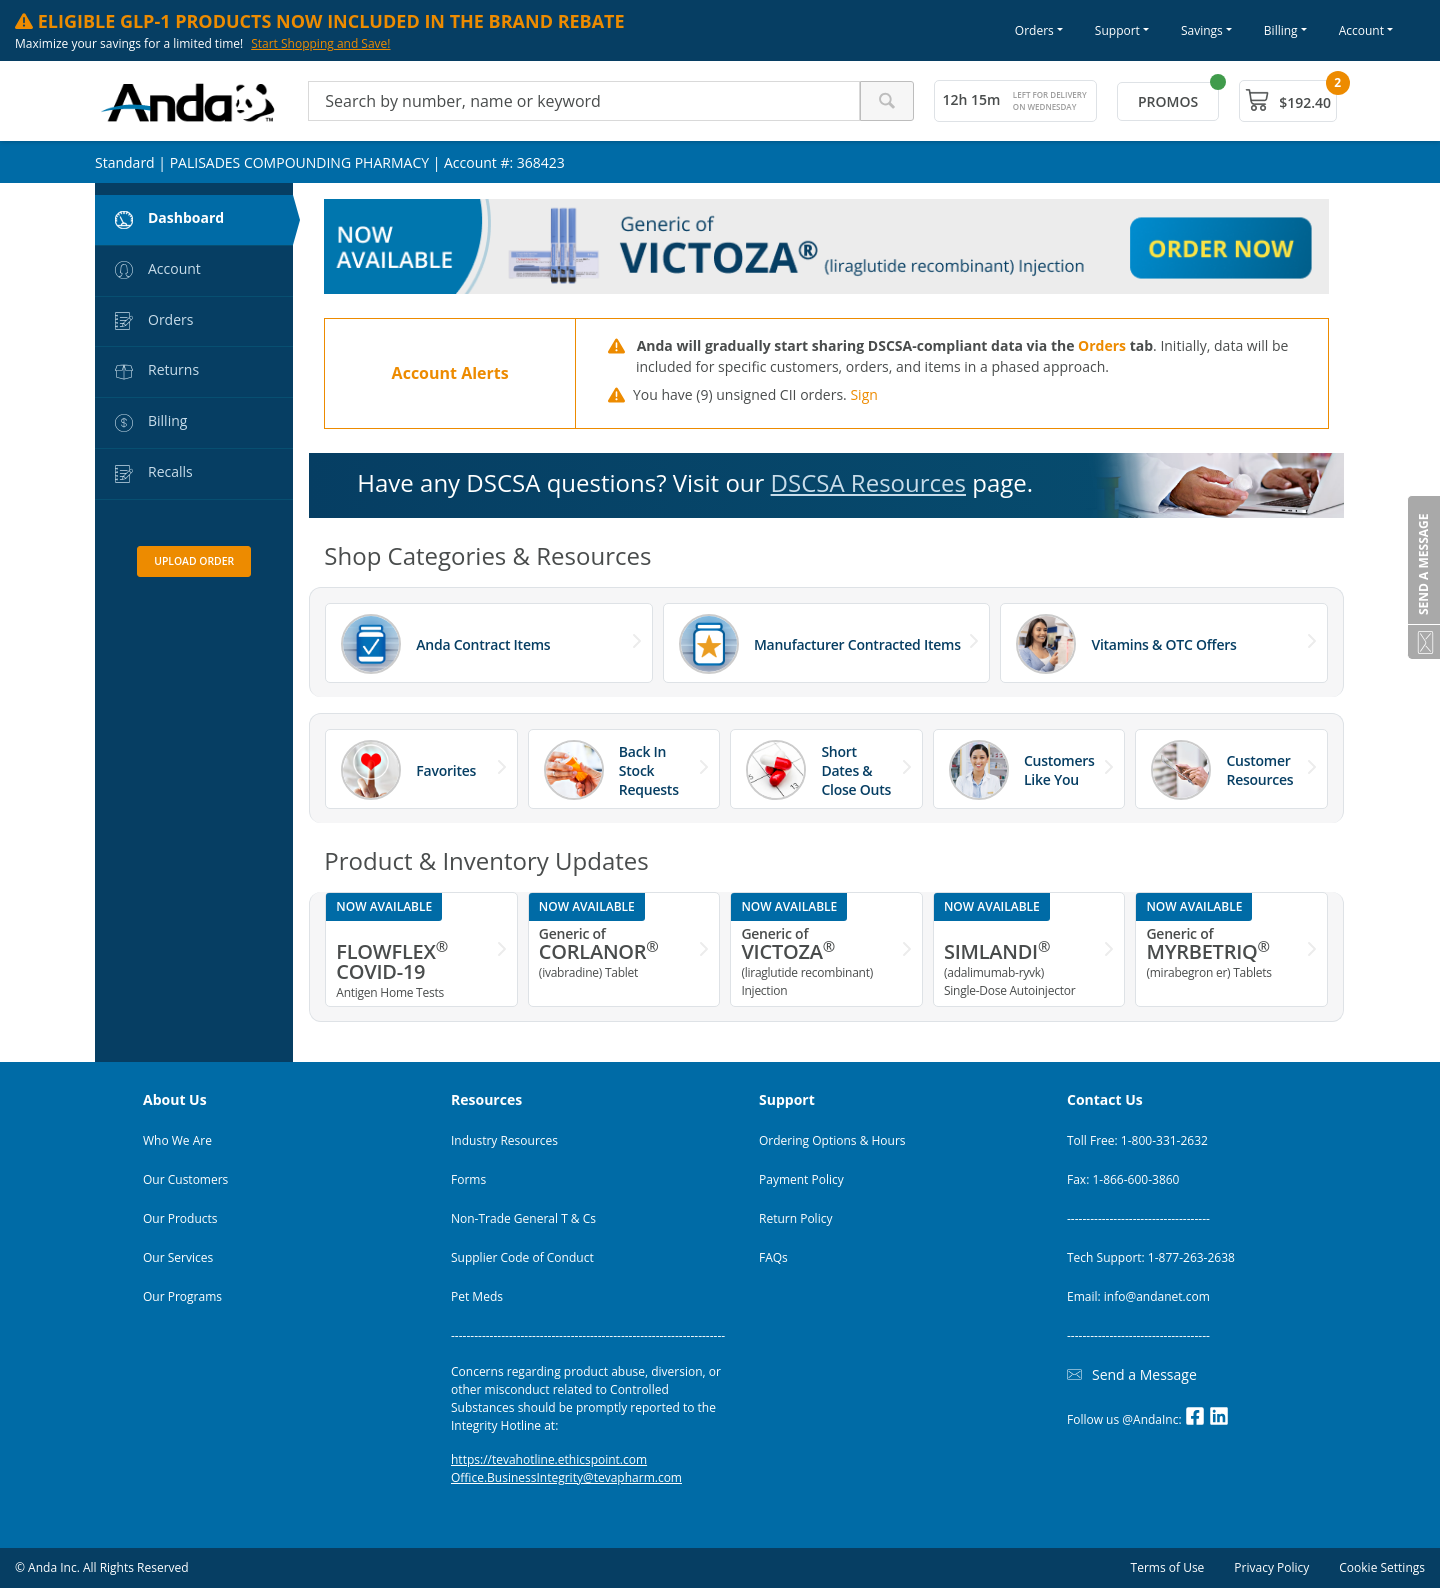 ELIGIBLE GLP-1 PRODUCTS NOW INCLUDED IN THE BRAND REBATE
Maximize your savings for a limited time! Start Shopping and Save!
Orders Support Savings Billing Account
Anda
Search by number, name or keyword
12h 15m LEFT FOR DELIVERY
ON WEDNESDAY
PROMOS
2
$192.40
Standard | PALISADES COMPOUNDING PHARMACY | Account #: 368423
Dashboard
Account
Orders
Returns
Billing
Recalls
UPLOAD ORDER
NOW
AVAILABLE
Generic of
VICTOZA® (liraglutide recombinant) Injection
ORDER NOW
Account Alerts
Anda will gradually start sharing DSCSA-compliant data via the Orders tab. Initially, data will be
included for specific customers, orders, and items in a phased approach.
You have (9) unsigned CII orders. Sign
Have any DSCSA questions? Visit our DSCSA Resources page.
SEND A MESSAGE
Shop Categories & Resources
Anda Contract Items
Manufacturer Contracted Items
Vitamins & OTC Offers
Favorites
Back In
Stock
Requests
Short
Dates &
Close Outs
Customers
Like You
Customer
Resources
Product & Inventory Updates
NOW AVAILABLE
FLOWFLEX®
COVID-19
Antigen Home Tests
NOW AVAILABLE
Generic of
CORLANOR®
(ivabradine) Tablet
NOW AVAILABLE
Generic of
VICTOZA®
(liraglutide recombinant)
Injection
NOW AVAILABLE
SIMLANDI®
(adalimumab-ryvk)
Single-Dose Autoinjector
NOW AVAILABLE
Generic of
MYRBETRIQ®
(mirabegron er) Tablets
About Us
Who We Are
Our Customers
Our Products
Our Services
Our Programs
Resources
Industry Resources
Forms
Non-Trade General T & Cs
Supplier Code of Conduct
Pet Meds
-----------------------------------------------------------------------
Concerns regarding product abuse, diversion, or
other misconduct related to Controlled
Substances should be promptly reported to the
Integrity Hotline at:
https://tevahotline.ethicspoint.com
Office.BusinessIntegrity@tevapharm.com
Support
Ordering Options & Hours
Payment Policy
Return Policy
FAQs
Contact Us
Toll Free: 1-800-331-2632
Fax: 1-866-600-3860
-------------------------------------
Tech Support: 1-877-263-2638
Email: info@andanet.com
-------------------------------------
Send a Message
Follow us @AndaInc:
© Anda Inc. All Rights Reserved
Terms of Use Privacy Policy Cookie Settings